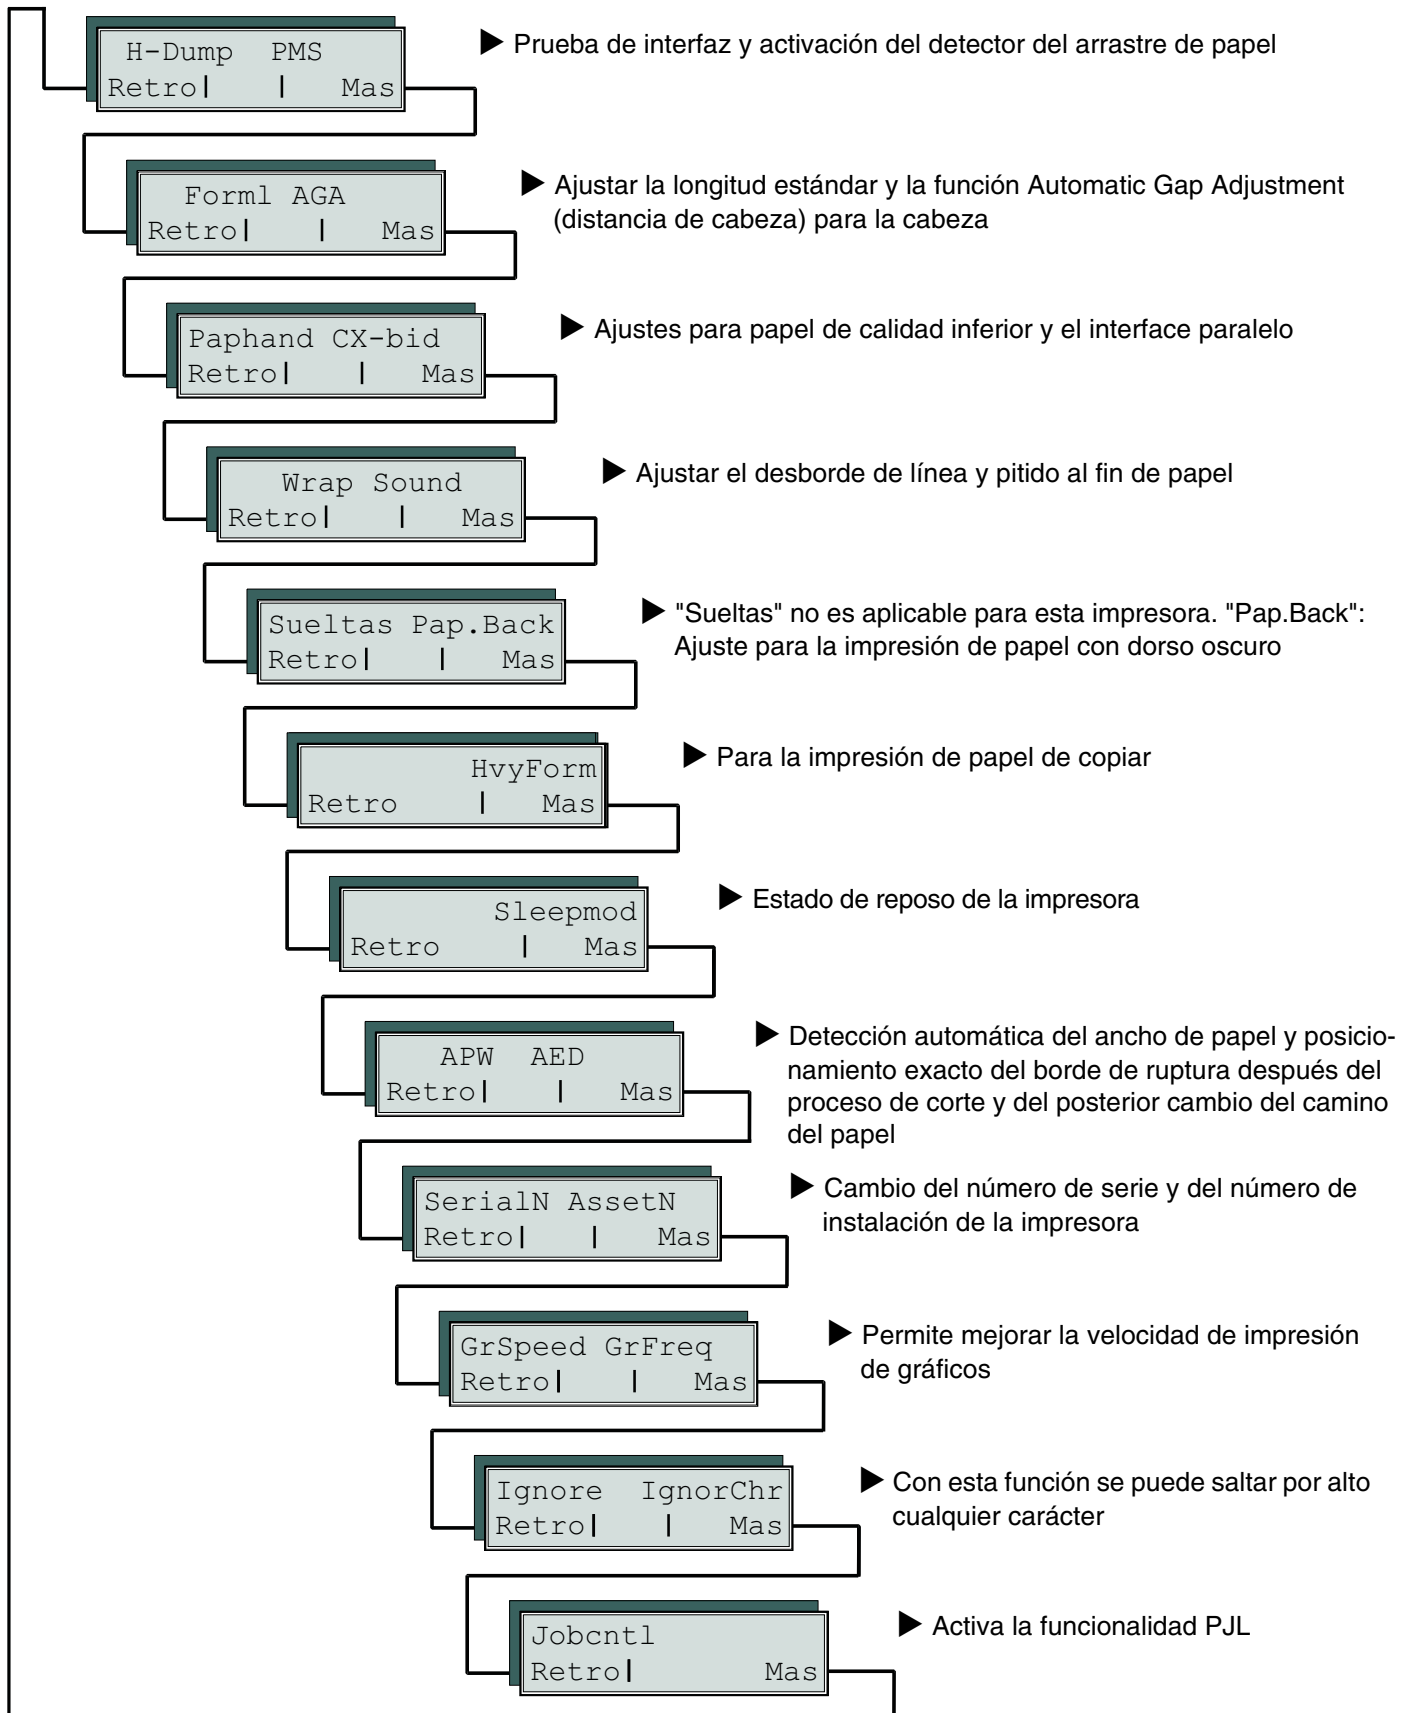 H-Dump PMS
Retro| | Mas
Prueba de interfaz y activación del detector del arrastre de papel
Forml AGA
Retro| | Mas
Ajustar la longitud estándar y la función Automatic Gap Adjustment
(distancia de cabeza) para la cabeza
Paphand CX-bid
Retro| | Mas
Ajustes para papel de calidad inferior y el interface paralelo
Wrap Sound
Retro| | Mas
Ajustar el desborde de línea y pitido al fin de papel
Sueltas Pap.Back
Retro| | Mas
"Sueltas" no es aplicable para esta impresora. "Pap.Back":
Ajuste para la impresión de papel con dorso oscuro
HvyForm
Retro | Mas
Para la impresión de papel de copiar
Sleepmod
Retro | Mas
Estado de reposo de la impresora
APW AED
Retro| | Mas
Detección automática del ancho de papel y posicio-
namiento exacto del borde de ruptura después del
proceso de corte y del posterior cambio del camino
del papel
SerialN AssetN
Retro| | Mas
Cambio del número de serie y del número de
instalación de la impresora
GrSpeed GrFreq
Retro| | Mas
Permite mejorar la velocidad de impresión
de gráficos
Ignore IgnorChr
Retro| | Mas
Con esta función se puede saltar por alto
cualquier carácter
Jobcntl
Retro| Mas
Activa la funcionalidad PJL